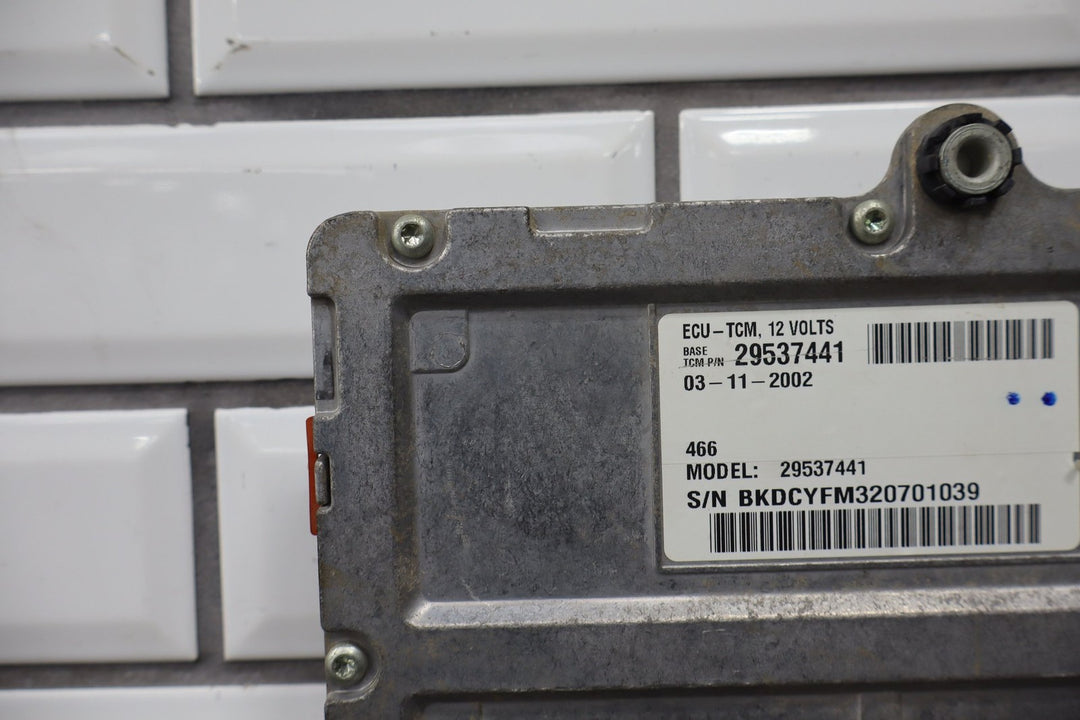 ECU-TCM, 12 VOLTS
BASE
TCM P/N 29537441
03-11-2002
466
MODEL: 29537441
S/N BKDCYFM320701039